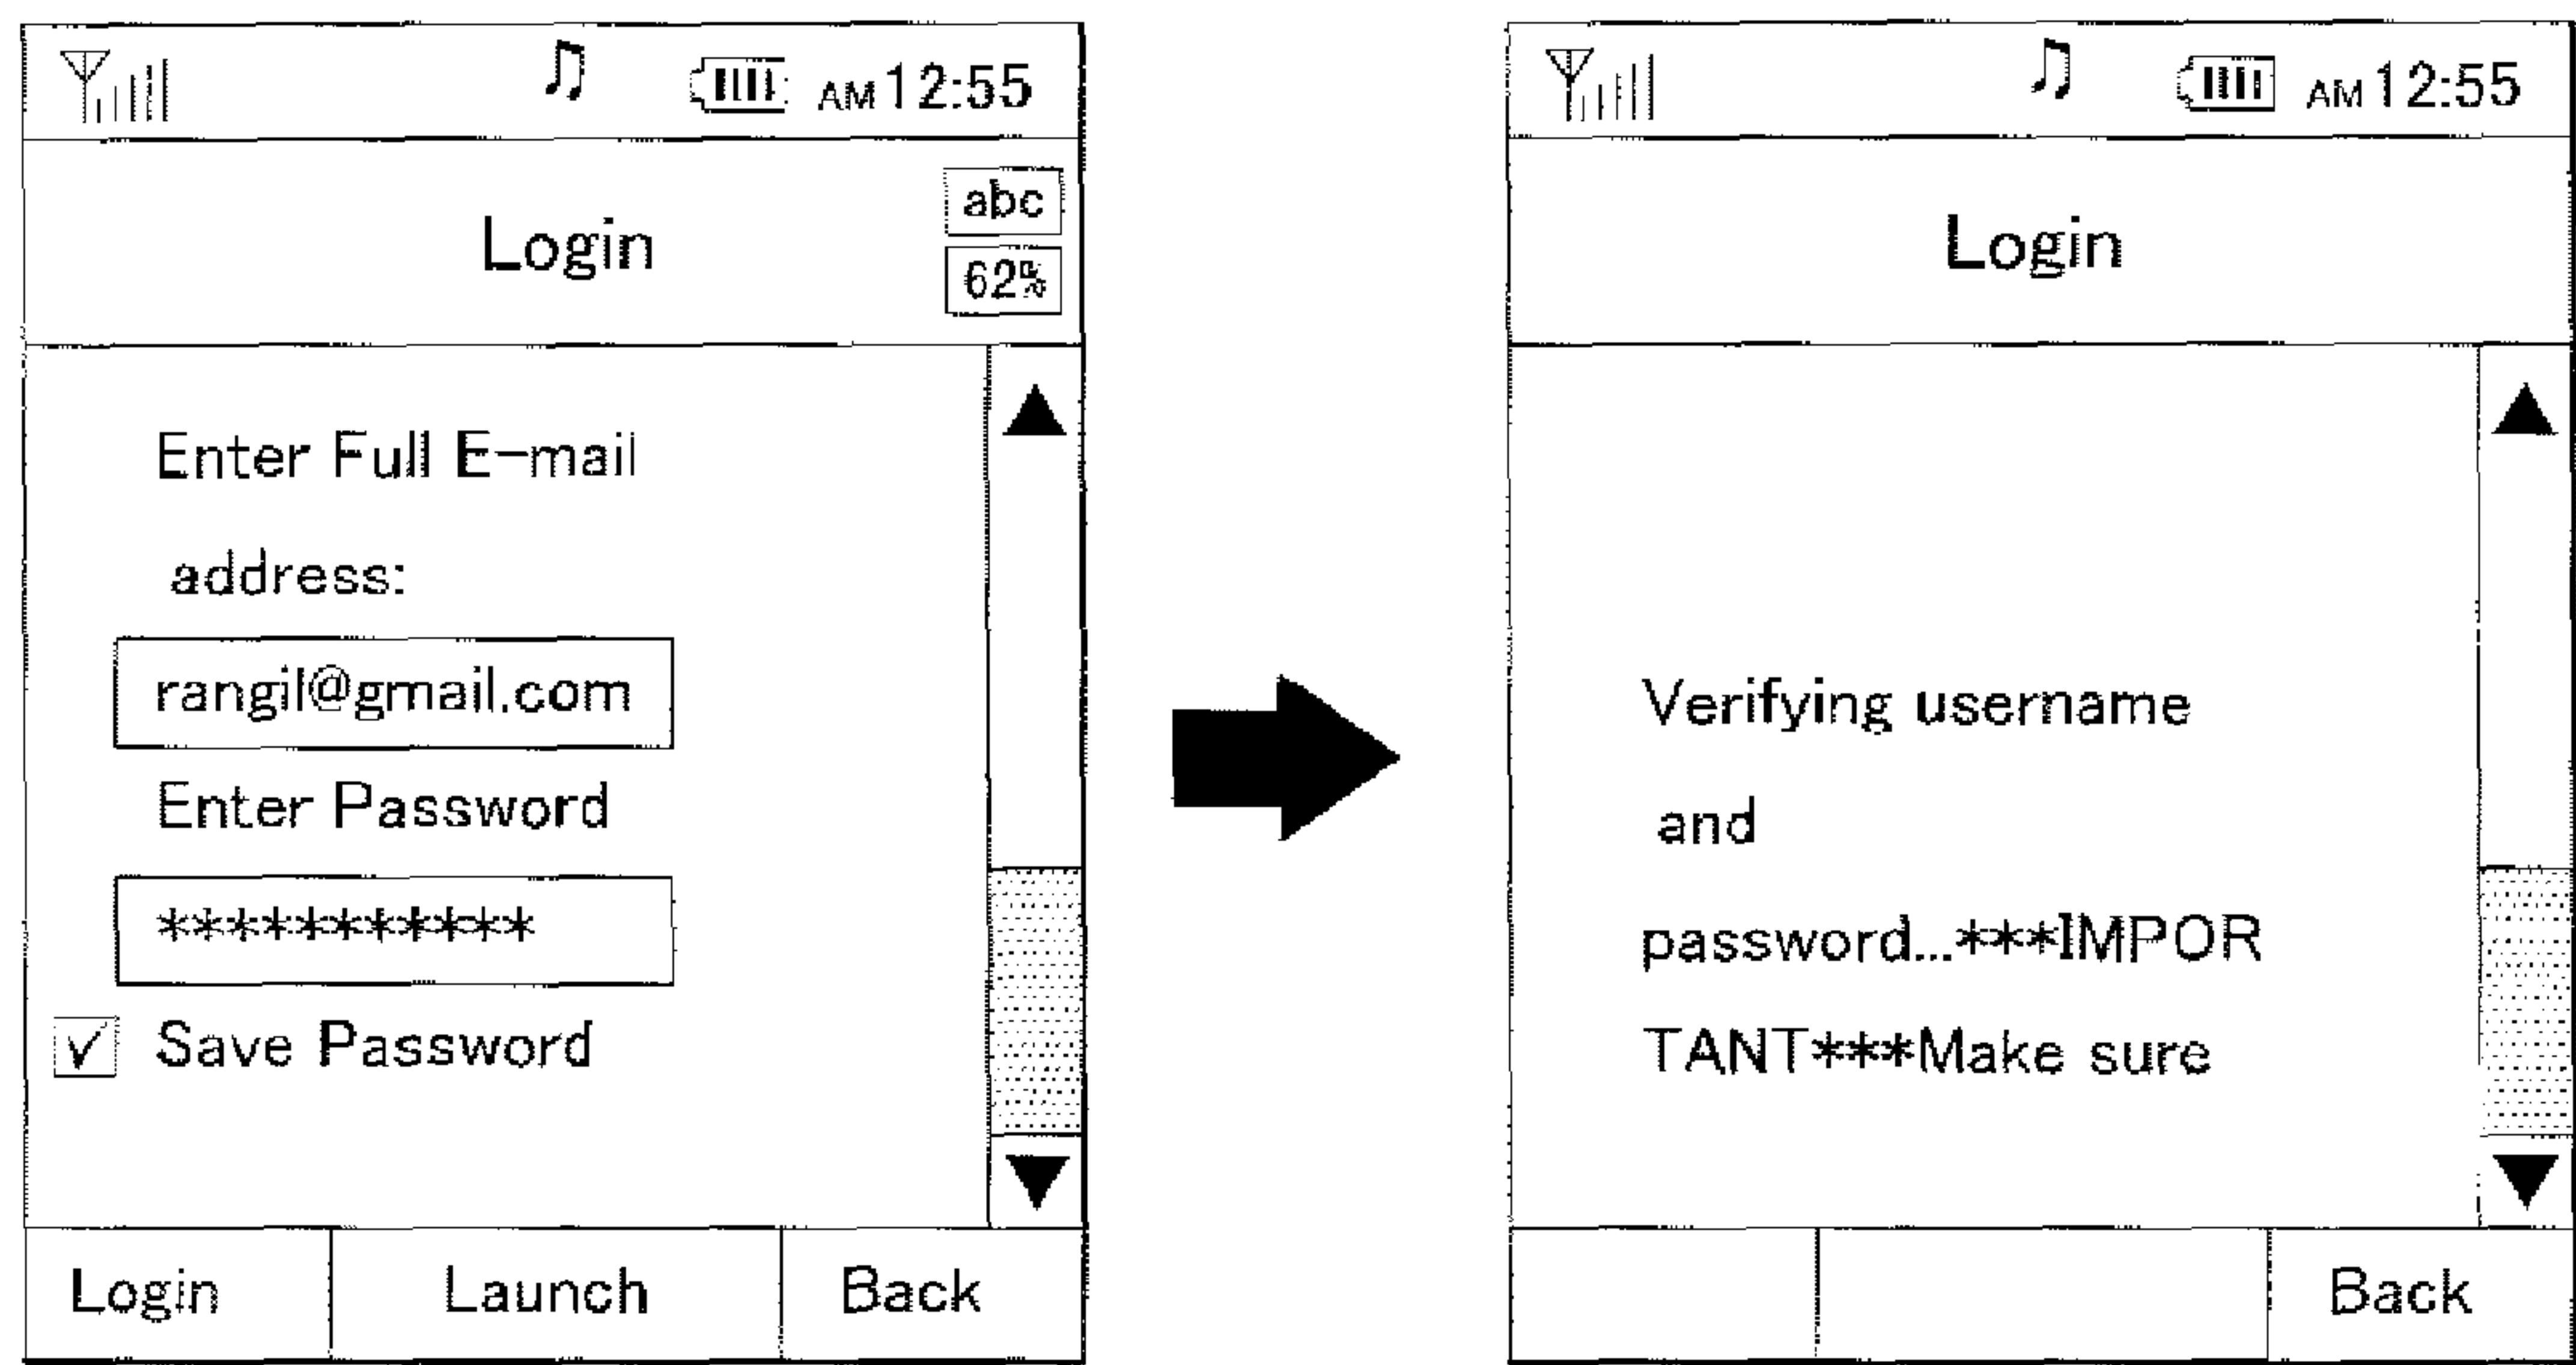 AM 12:55
Login
abc
62%
Enter Full E-mail
address:
rangil@gmail.com
Enter Password
***********
Save Password
Login Launch Back
AM 12:55
Login
Verifying username
and
password...***IMPOR
TANT***Make sure
Back